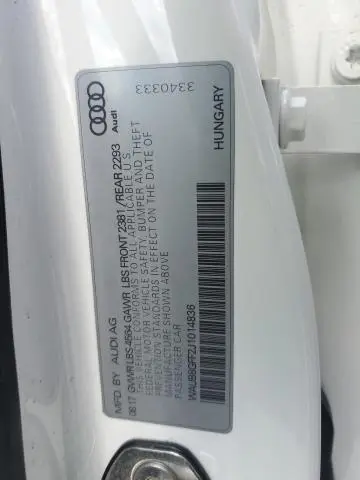 MFD. BY AUDI AG
08.17 GVWR LBS 4564 GAWR LBS FRONT 2381 / REAR 2293
THIS VEHICLE CONFORMS TO ALL APPLICABLE U S
FEDERAL MOTOR VEHICLE SAFETY, BUMPER AND THEFT
PREVENTION STANDARDS IN EFFECT ON THE DATE OF
MANUFACTURE SHOWN ABOVE
PASSENGER CAR
WAUB8GFF2J1014836
Audi
3340333
HUNGARY